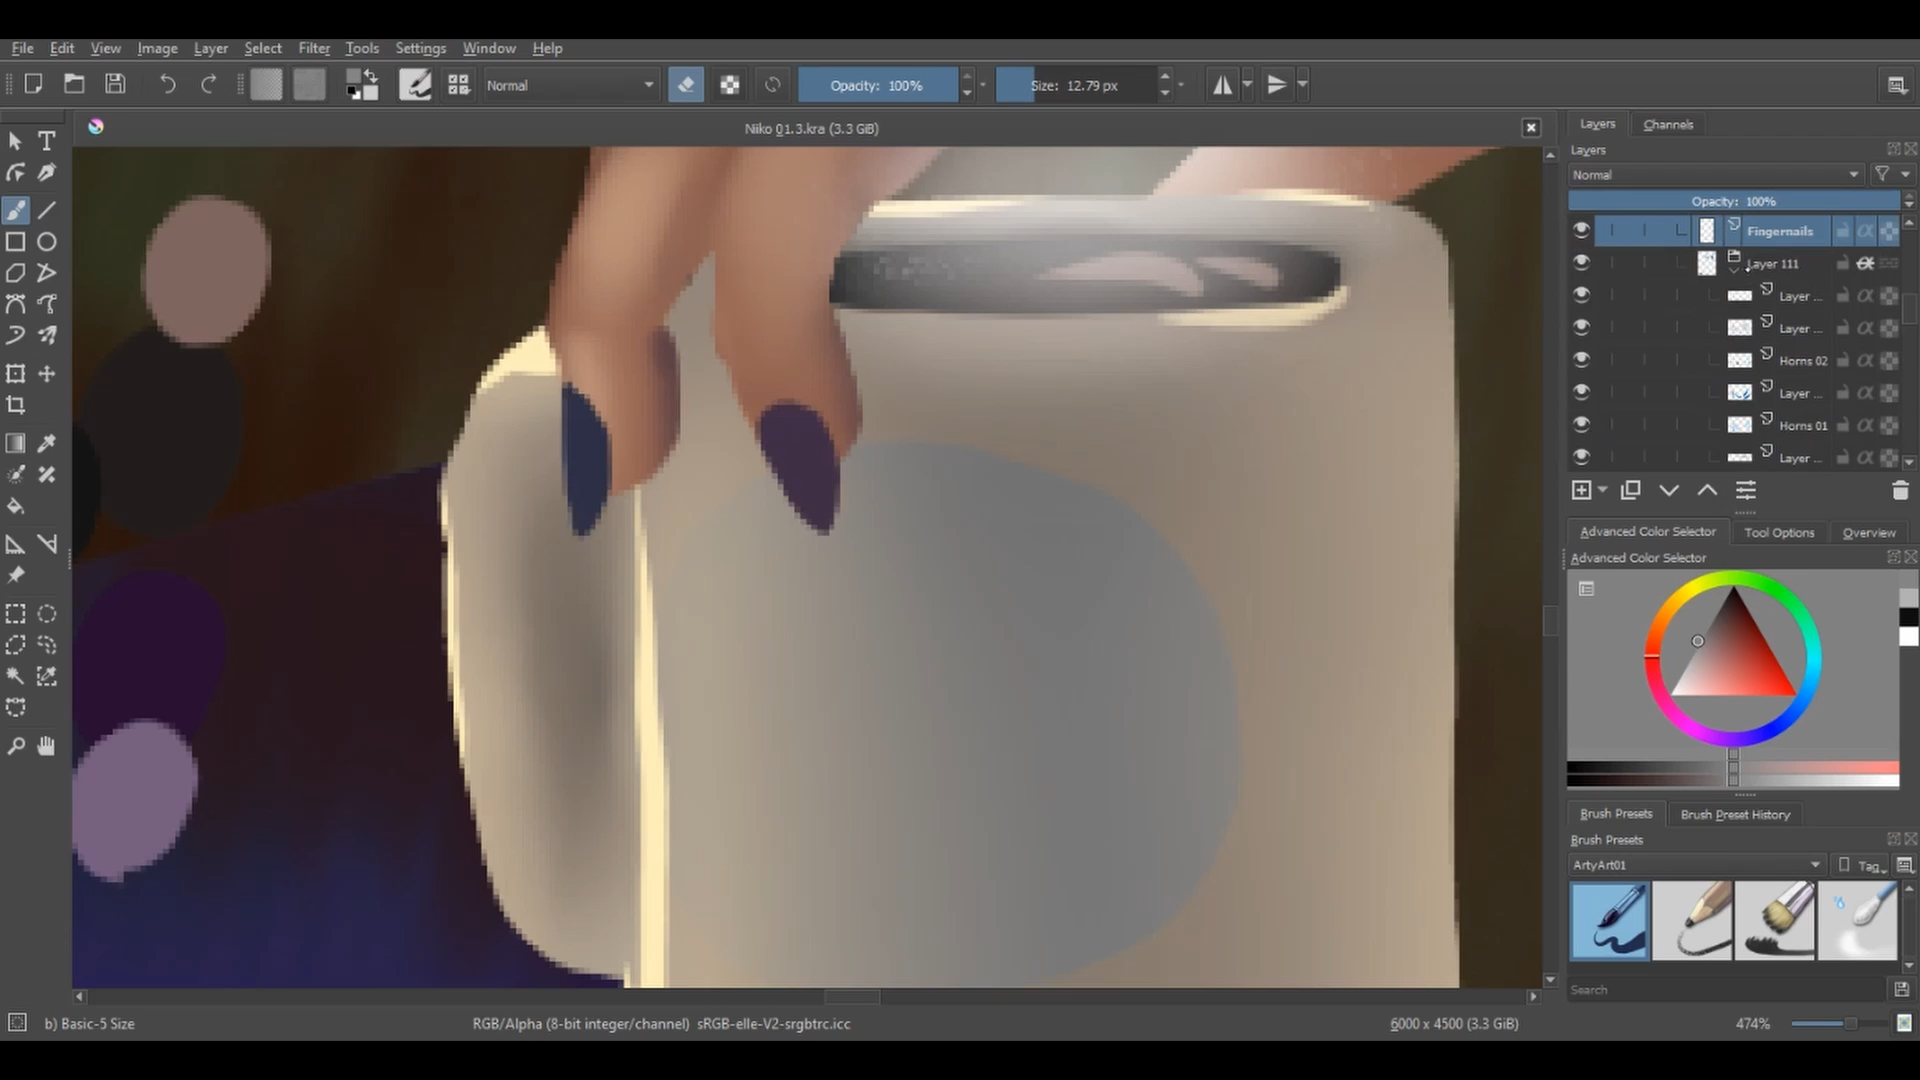 File Edit View Image Layer Select Filter Tools Settings Window Help
Normal
Opacity: 100%
Size: 12.79 px
Niko 01.3.kra (3.3 GiB)
Layers Channels
Layers
Normal
Opacity: 100%
Fingernails
Layer 111
Layer ...
Layer ...
Horns 02
Layer ...
Horns 01
Layer ...
Advanced Color Selector Tool Options Overview
Advanced Color Selector
Brush Presets Brush Preset History
Brush Presets
ArtyArt01 Tag
Search
b) Basic-5 Size RGB/Alpha (8-bit integer/channel) sRGB-elle-V2-srgbtrc.icc 6000 x 4500 (3.3 GiB) 474%